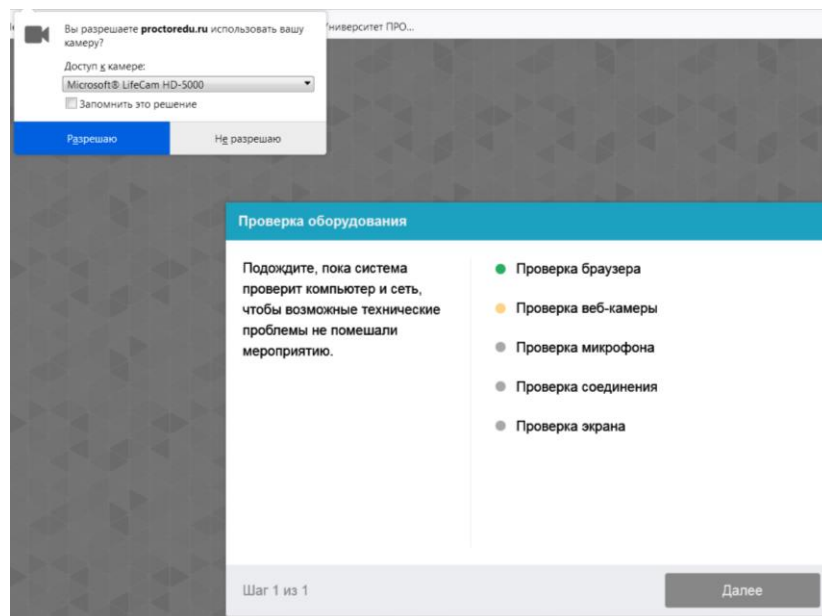 Вы разрешаете proctoredu.ru использовать вашу
камеру?
Доступ к камере:
Microsoft® LifeCam HD-5000
Запомнить это решение
Разрешаю
Не разрешаю
Университет ПРО...
Проверка оборудования
Подождите, пока система
проверит компьютер и сеть,
чтобы возможные технические
проблемы не помешали
мероприятию.
Проверка браузера
Проверка веб-камеры
Проверка микрофона
Проверка соединения
Проверка экрана
Шаг 1 из 1
Далее